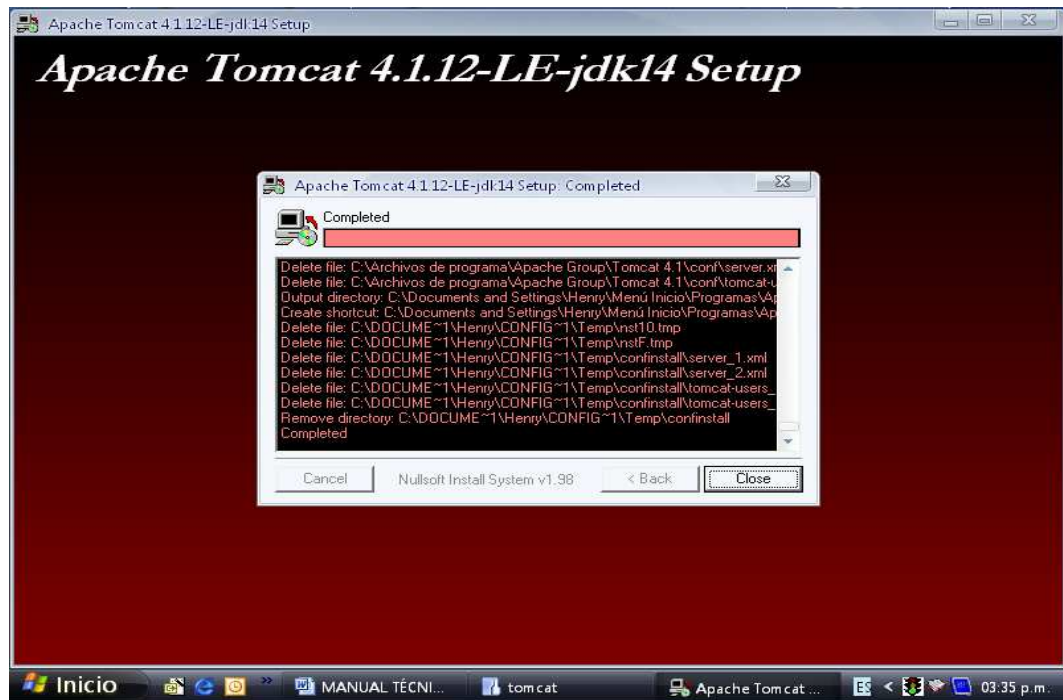 Apache Tomcat 4.1.12-LE-jdk14 Setup
Apache Tomcat 4.1.12-LE-jdk14 Setup
Apache Tomcat 4.1.12-LE-jdk14 Setup: Completed
Completed
Delete file: C:\Archivos de programa\Apache Group\Tomcat 4.1\conf\server.xm
Delete file: C:\Archivos de programa\Apache Group\Tomcat 4.1\conf\tomcat-u
Output directory: C:\Documents and Settings\Henry\Menú Inicio\Programas\Ap
Create shortcut: C:\Documents and Settings\Henry\Menú Inicio\Programas\Ap
Delete file: C:\DOCUME~1\Henry\CONFIG~1\Temp\nst10.tmp
Delete file: C:\DOCUME~1\Henry\CONFIG~1\Temp\nstF.tmp
Delete file: C:\DOCUME~1\Henry\CONFIG~1\Temp\confinstall\server_1.xml
Delete file: C:\DOCUME~1\Henry\CONFIG~1\Temp\confinstall\server_2.xml
Delete file: C:\DOCUME~1\Henry\CONFIG~1\Temp\confinstall\tomcat-users_
Delete file: C:\DOCUME~1\Henry\CONFIG~1\Temp\confinstall\tomcat-users_
Remove directory: C:\DOCUME~1\Henry\CONFIG~1\Temp\confinstall
Completed
Cancel Nullsoft Install System v1.98 < Back Close
Inicio » MANUAL TÉCNI... tomcat Apache Tomcat ... ES < 03:35 p.m.